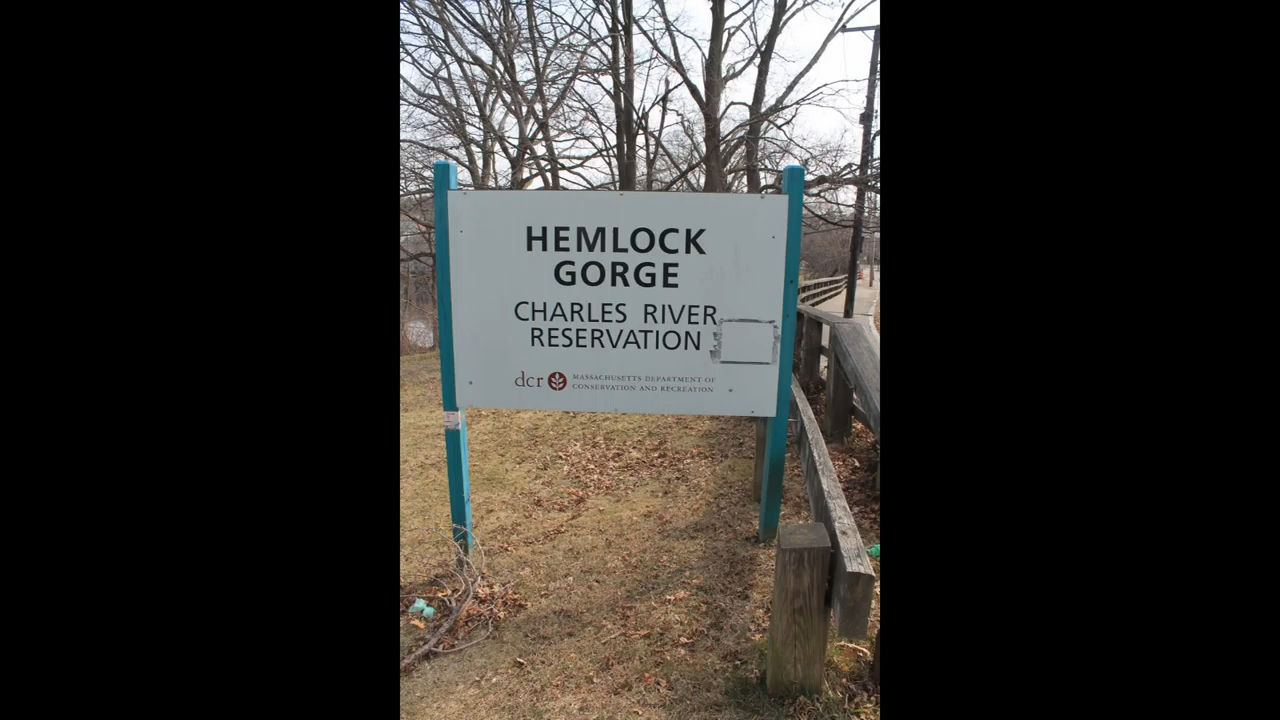 HEMLOCK
GORGE
CHARLES RIVER
RESERVATION
dcr MASSACHUSETTS DEPARTMENT OF
CONSERVATION AND RECREATION